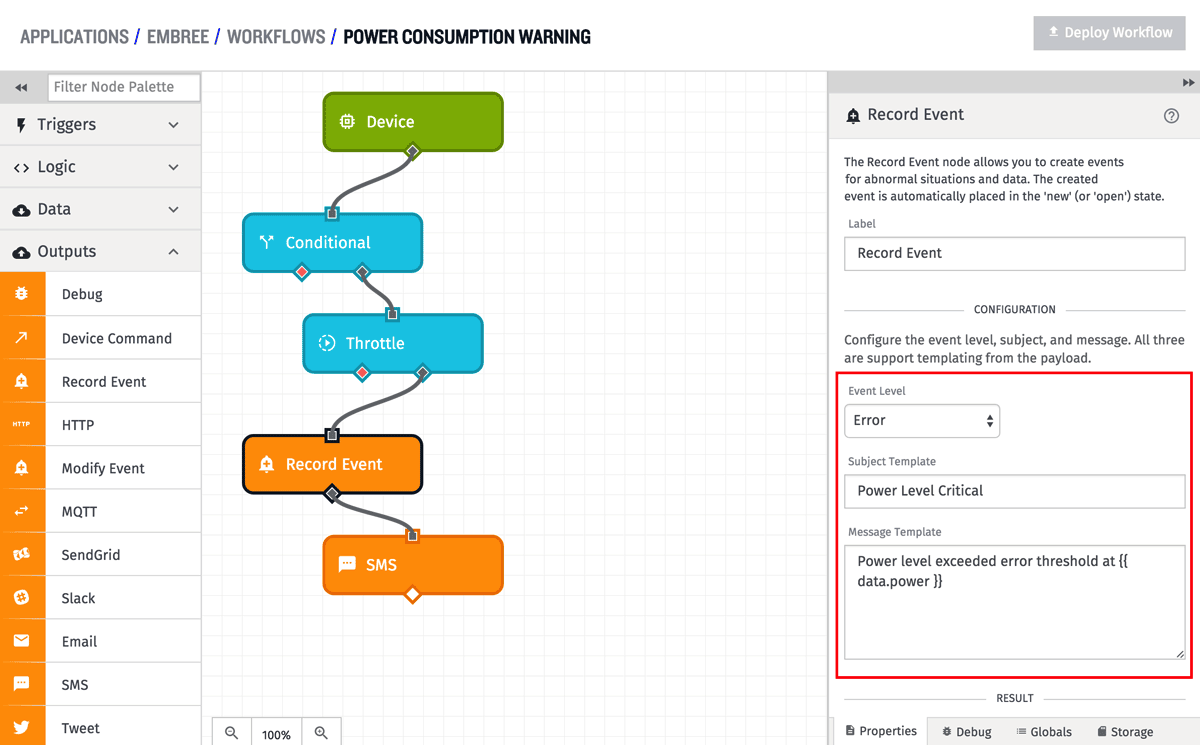 APPLICATIONS / EMBREE / WORKFLOWS / POWER CONSUMPTION WARNING
Deploy Workflow
Filter Node Palette
Triggers
Logic
Data
Outputs
Debug
Device Command
Record Event
HTTP
HTTP
Modify Event
MQTT
SendGrid
Slack
Email
SMS
Tweet
Device
Conditional
Throttle
Record Event
SMS
100%
Record Event
The Record Event node allows you to create events
for abnormal situations and data. The created
event is automatically placed in the 'new' (or 'open') state.
Label
Record Event
CONFIGURATION
Configure the event level, subject, and message. All three
are support templating from the payload.
Event Level
Error
Subject Template
Power Level Critical
Message Template
Power level exceeded error threshold at {{
data.power }}
RESULT
Properties
Debug
Globals
Storage